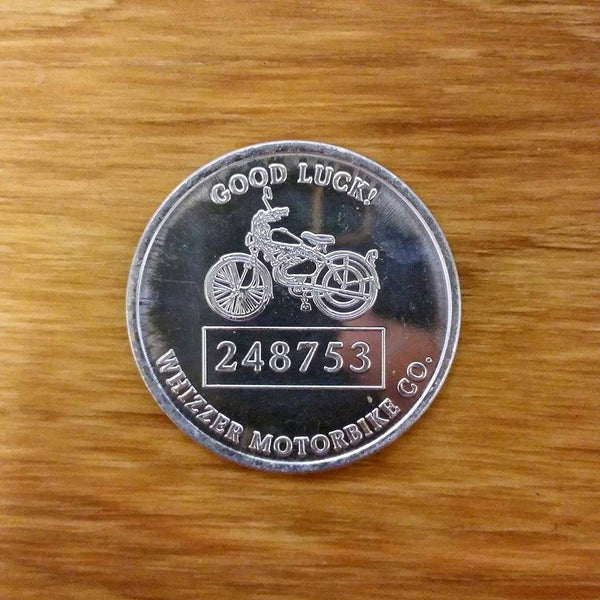 GOOD LUCK!
248753
WHIZZER MOTORBIKE CO.